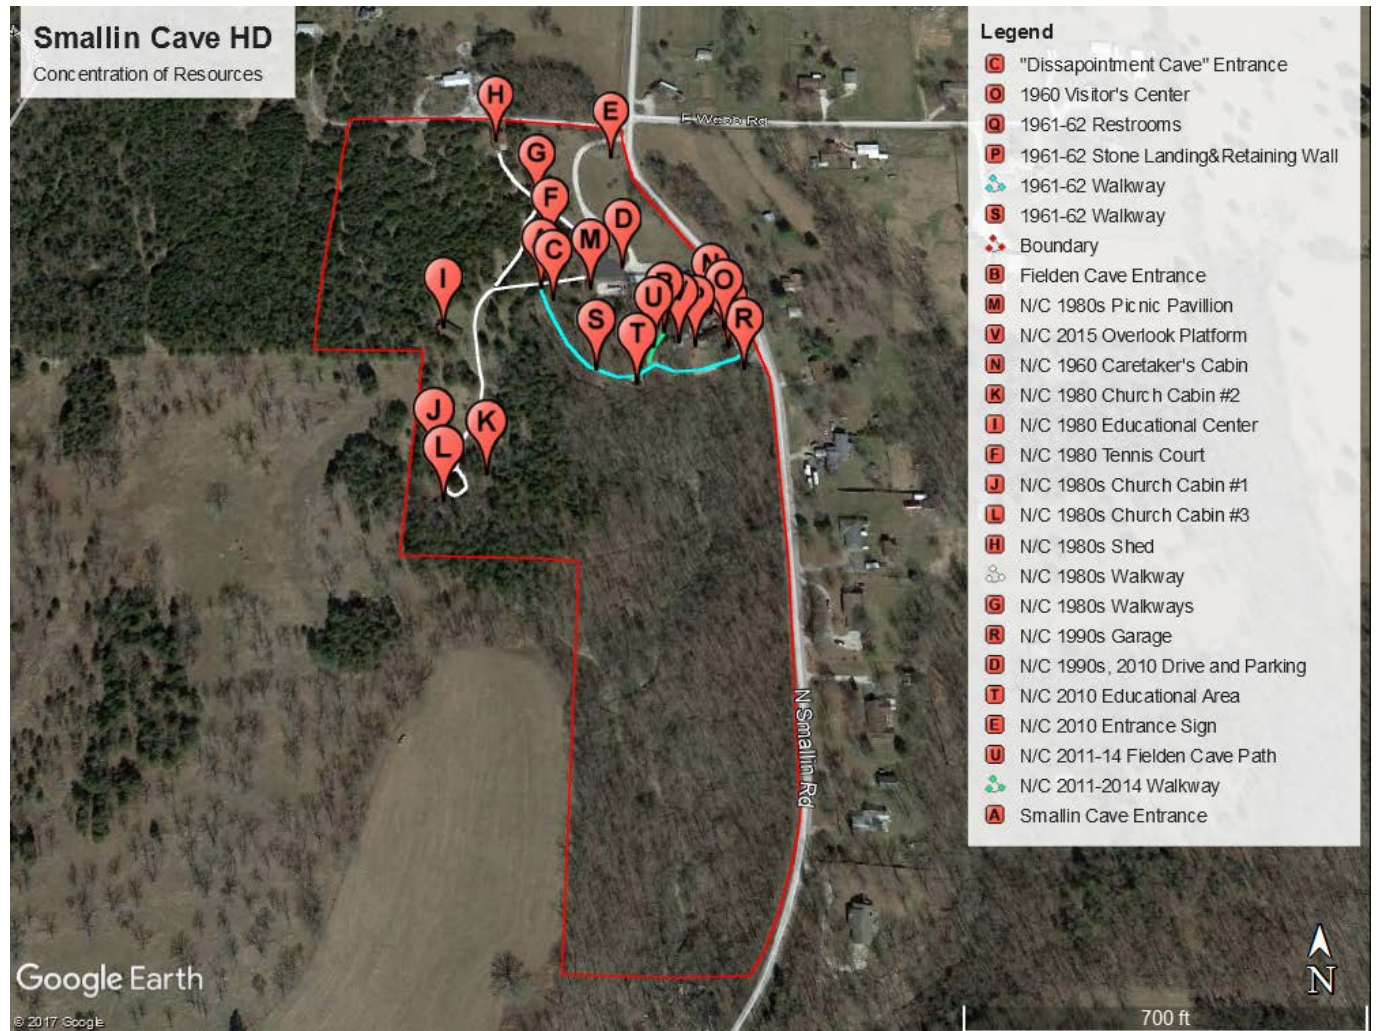 Smallin Cave HD
Concentration of Resources
Legend
C "Dissapointment Cave" Entrance
O 1960 Visitor's Center
Q 1961-62 Restrooms
P 1961-62 Stone Landing&Retaining Wall
1961-62 Walkway
S 1961-62 Walkway
Boundary
B Fielden Cave Entrance
M N/C 1980s Picnic Pavillion
V N/C 2015 Overlook Platform
N N/C 1960 Caretaker's Cabin
K N/C 1980 Church Cabin #2
I N/C 1980 Educational Center
F N/C 1980 Tennis Court
J N/C 1980s Church Cabin #1
L N/C 1980s Church Cabin #3
H N/C 1980s Shed
N/C 1980s Walkway
G N/C 1980s Walkways
R N/C 1990s Garage
D N/C 1990s, 2010 Drive and Parking
T N/C 2010 Educational Area
E N/C 2010 Entrance Sign
U N/C 2011-14 Fielden Cave Path
N/C 2011-2014 Walkway
A Smallin Cave Entrance
H
E
E Webb Rd
G
F
D
M
C
N
I
O
U
S
R
T
J
K
L
N Smallin Rd
Google Earth
© 2017 Google
N
700 ft